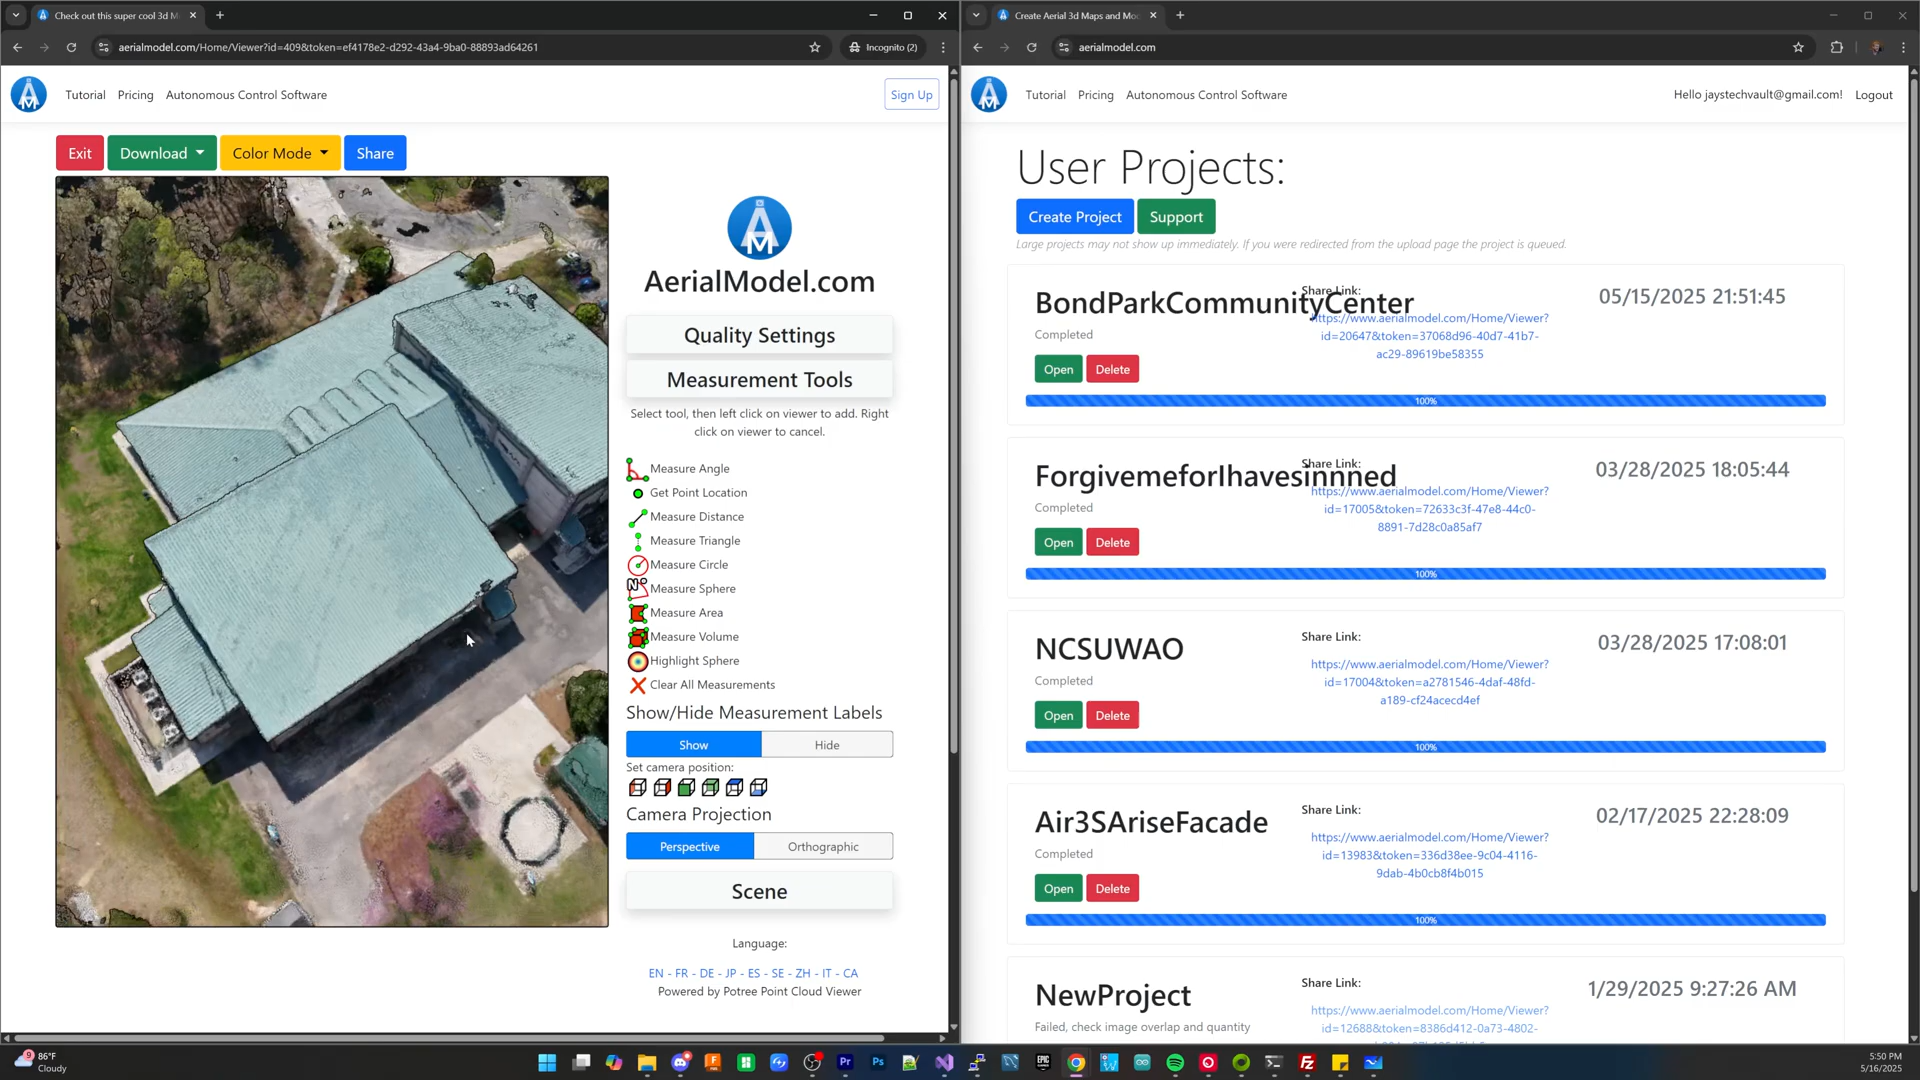 Check out this super cool 3d M
aerialmodel.com/Home/Viewer?id=409&token=ef4178e2-d292-43a4-9ba0-88893ad64261
Incognito (2)
Tutorial
Pricing
Autonomous Control Software
Sign Up
Exit
Download
Color Mode
Share
AerialModel.com
Quality Settings
Measurement Tools
Select tool, then left click on viewer to add. Right
click on viewer to cancel.
Measure Angle
Get Point Location
Measure Distance
Measure Triangle
Measure Circle
Measure Sphere
Measure Area
Measure Volume
Highlight Sphere
Clear All Measurements
Show/Hide Measurement Labels
Show
Hide
Set camera position:
Camera Projection
Perspective
Orthographic
Scene
Language:
EN - FR - DE - JP - ES - SE - ZH - IT - CA
Powered by Potree Point Cloud Viewer
Create Aerial 3d Maps and Mo
aerialmodel.com
Tutorial
Pricing
Autonomous Control Software
Hello jaystechvault@gmail.com!
Logout
User Projects:
Create Project
Support
Large projects may not show up immediately. If you were redirected from the upload page the project is queued.
BondParkCommunityCenter
Completed
Open
Delete
Share Link:
https://www.aerialmodel.com/Home/Viewer?
id=20647&token=37068d96-40d7-41b7-
ac29-89619be58355
05/15/2025 21:51:45
100%
ForgivemeforIhavesinnned
Completed
Open
Delete
Share Link:
https://www.aerialmodel.com/Home/Viewer?
id=17005&token=72633c3f-47e8-44c0-
8891-7d28c0a85af7
03/28/2025 18:05:44
100%
NCSUWAO
Completed
Open
Delete
Share Link:
https://www.aerialmodel.com/Home/Viewer?
id=17004&token=a2781546-4daf-48fd-
a189-cf24acecd4ef
03/28/2025 17:08:01
100%
Air3SAriseFacade
Completed
Open
Delete
Share Link:
https://www.aerialmodel.com/Home/Viewer?
id=13983&token=336d38ee-9c04-4116-
9dab-4b0cb8f4b015
02/17/2025 22:28:09
100%
NewProject
Failed, check image overlap and quantity
Share Link:
https://www.aerialmodel.com/Home/Viewer?
id=12688&token=8386d412-0a73-4802-
1/29/2025 9:27:26 AM
86°F
Cloudy
5:50 PM
5/16/2025